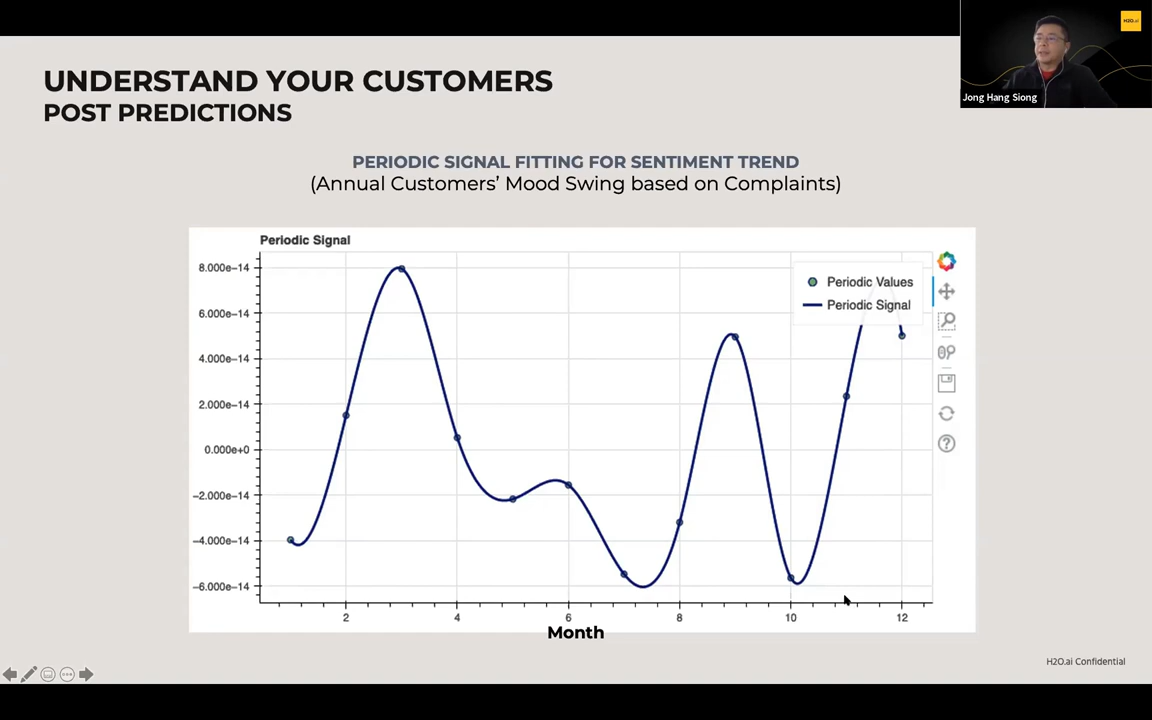 H2O.ai
Jong Hang Siong
UNDERSTAND YOUR CUSTOMERS
POST PREDICTIONS
PERIODIC SIGNAL FITTING FOR SENTIMENT TREND
(Annual Customers’ Mood Swing based on Complaints)
Periodic Signal
8.000e−14
6.000e−14
4.000e−14
2.000e−14
0.000e+0
−2.000e−14
−4.000e−14
−6.000e−14
Periodic Values
Periodic Signal
2 4 6 8 10 12
Month
H2O.ai Confidential